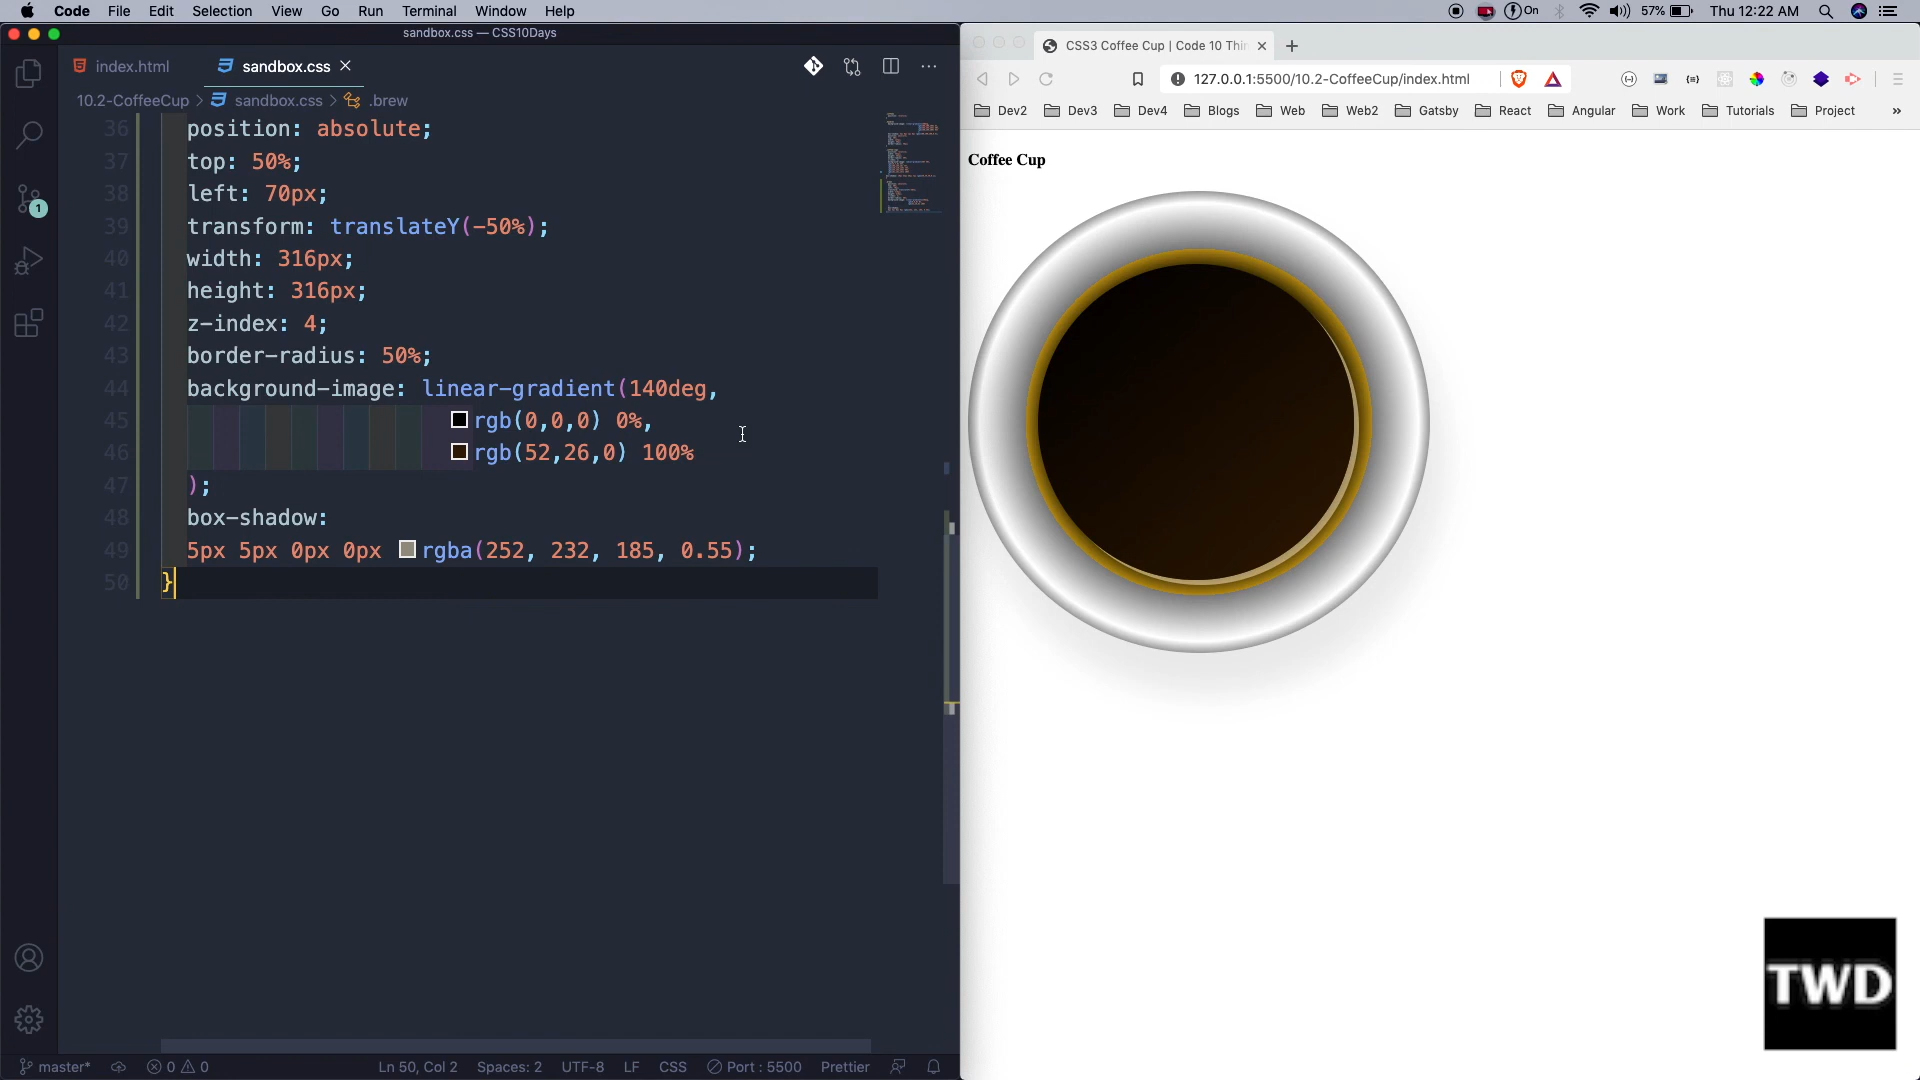 Code File Edit Selection View Go Run Terminal Window Help
On 57% Thu 12:22 AM
sandbox.css — CSS10Days
index.html sandbox.css
10.2-CoffeeCup > sandbox.css > .brew
36 position: absolute;
37 top: 50%;
38 left: 70px;
39 transform: translateY(-50%);
40 width: 316px;
41 height: 316px;
42 z-index: 4;
43 border-radius: 50%;
44 background-image: linear-gradient(140deg,
45 rgb(0,0,0) 0%,
46 rgb(52,26,0) 100%
47 );
48 box-shadow:
49 5px 5px 0px 0px rgba(252, 232, 185, 0.55);
50 }
1
master* 0 0 Ln 50, Col 2 Spaces: 2 UTF-8 LF CSS Port : 5500 Prettier
CSS3 Coffee Cup | Code 10 Thi
127.0.0.1:5500/10.2-CoffeeCup/index.html
Dev2 Dev3 Dev4 Blogs Web Web2 Gatsby React Angular Work Tutorials Project »
Coffee Cup
TWD